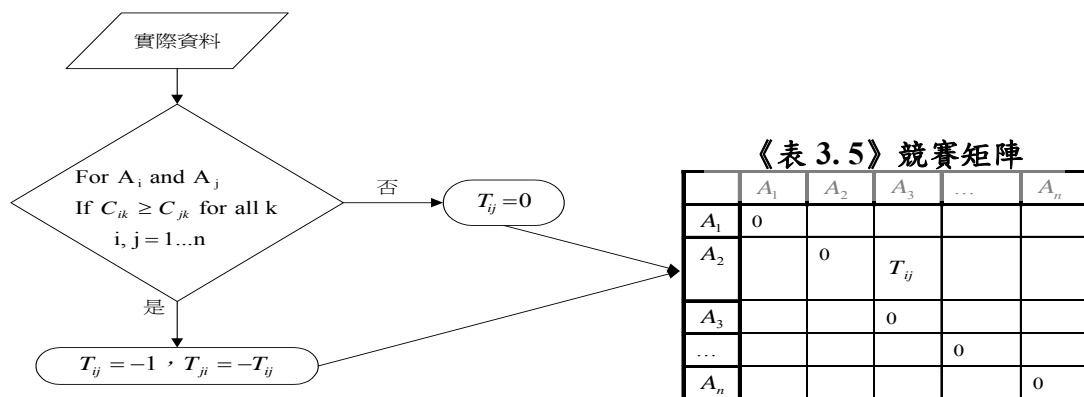 實際資料
For A_i and A_j
If C_ik ≥ C_jk for all k
i, j = 1...n
否
T_ij = 0
是
T_ij = −1 , T_ji = −T_ij
《表 3.5》競賽矩陣
A_1 A_2 A_3 ... A_n
A_1 0
A_2 0 T_ij
A_3 0
... 0
A_n 0